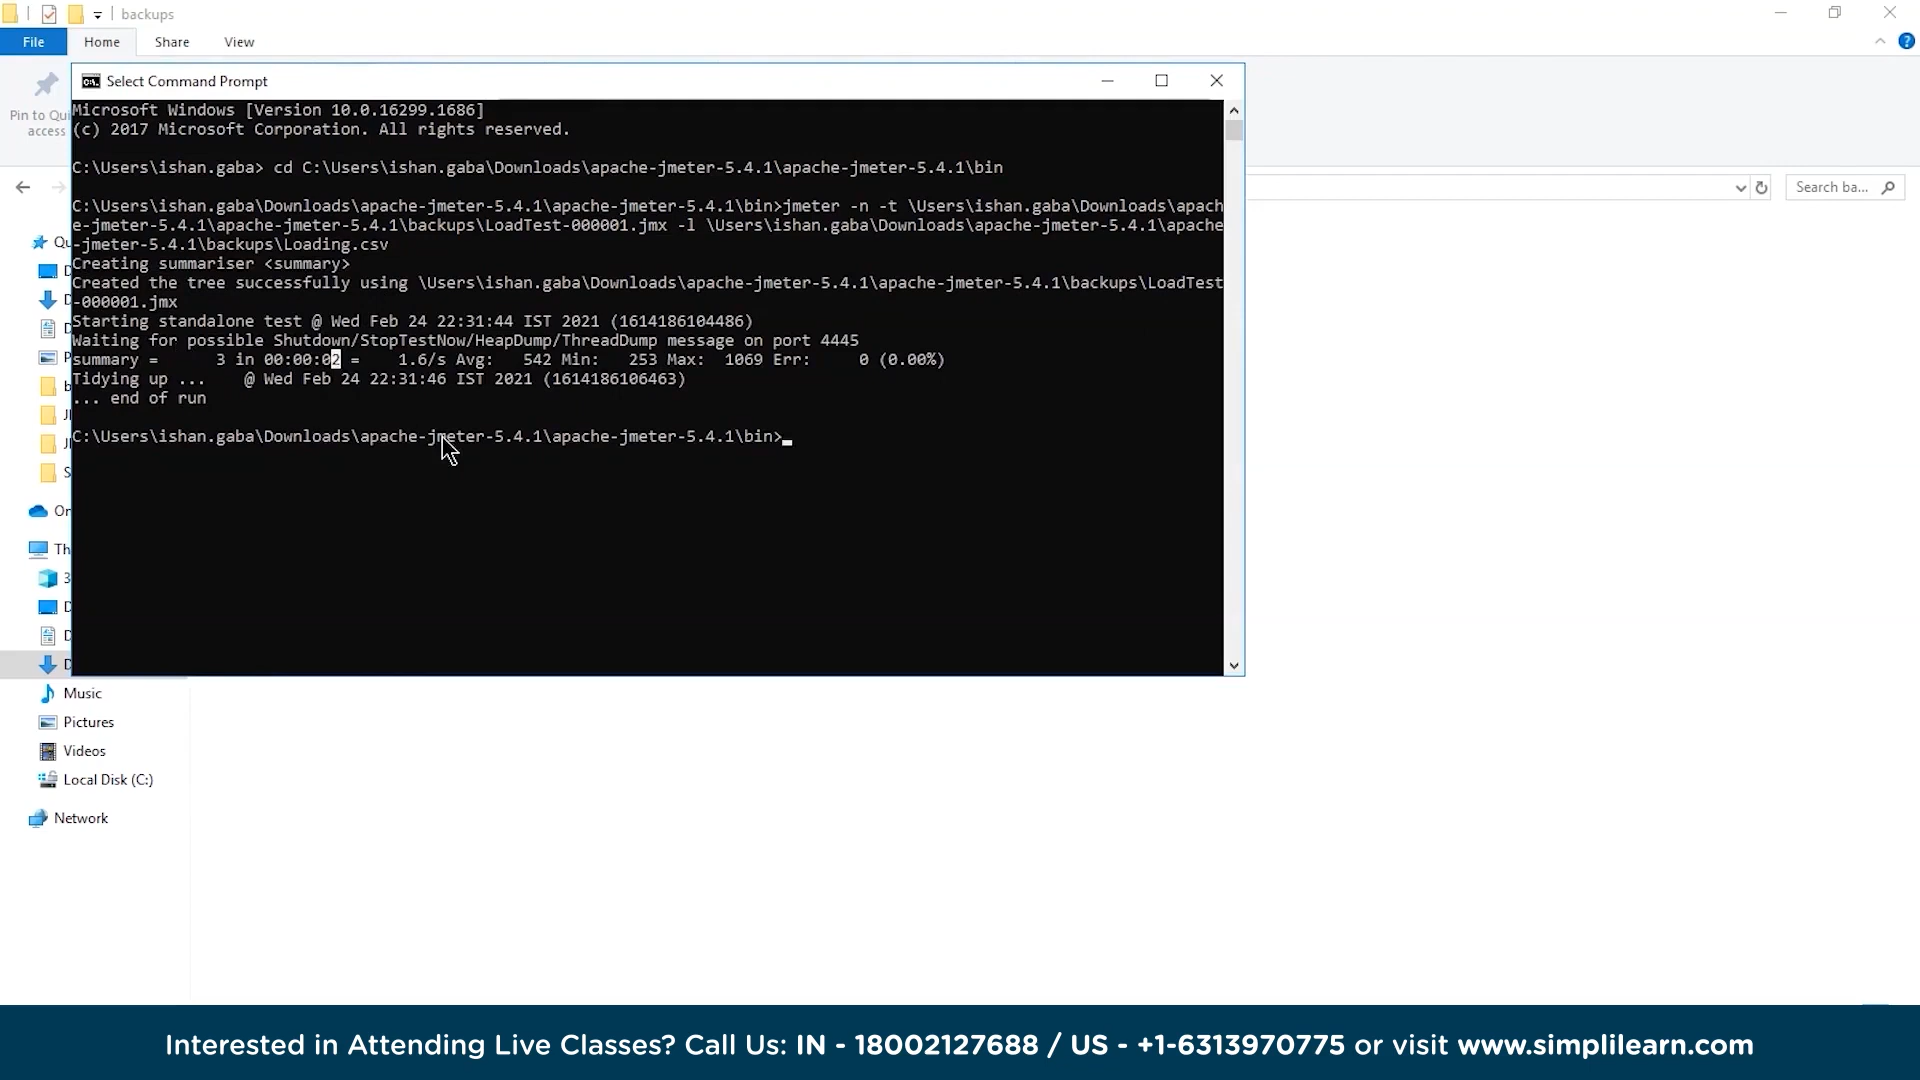 backups
File Home Share View
Select Command Prompt
Pin to Qui
access
Microsoft Windows [Version 10.0.16299.1686]
(c) 2017 Microsoft Corporation. All rights reserved.
C:\Users\ishan.gaba> cd C:\Users\ishan.gaba\Downloads\apache-jmeter-5.4.1\apache-jmeter-5.4.1\bin
C:\Users\ishan.gaba\Downloads\apache-jmeter-5.4.1\apache-jmeter-5.4.1\bin>jmeter -n -t \Users\ishan.gaba\Downloads\apach
e-jmeter-5.4.1\apache-jmeter-5.4.1\backups\LoadTest-000001.jmx -l \Users\ishan.gaba\Downloads\apache-jmeter-5.4.1\apache
-jmeter-5.4.1\backups\Loading.csv
Creating summariser <summary>
Created the tree successfully using \Users\ishan.gaba\Downloads\apache-jmeter-5.4.1\apache-jmeter-5.4.1\backups\LoadTest
-000001.jmx
Starting standalone test @ Wed Feb 24 22:31:44 IST 2021 (1614186104486)
Waiting for possible Shutdown/StopTestNow/HeapDump/ThreadDump message on port 4445
summary =      3 in 00:00:02 =    1.6/s Avg:   542 Min:   253 Max:  1069 Err:     0 (0.00%)
Tidying up ...    @ Wed Feb 24 22:31:46 IST 2021 (1614186106463)
... end of run
C:\Users\ishan.gaba\Downloads\apache-jmeter-5.4.1\apache-jmeter-5.4.1\bin>
Search ba...
Music
Pictures
Videos
Local Disk (C:)
Network
Interested in Attending Live Classes? Call Us: IN - 18002127688 / US - +1-6313970775 or visit www.simplilearn.com